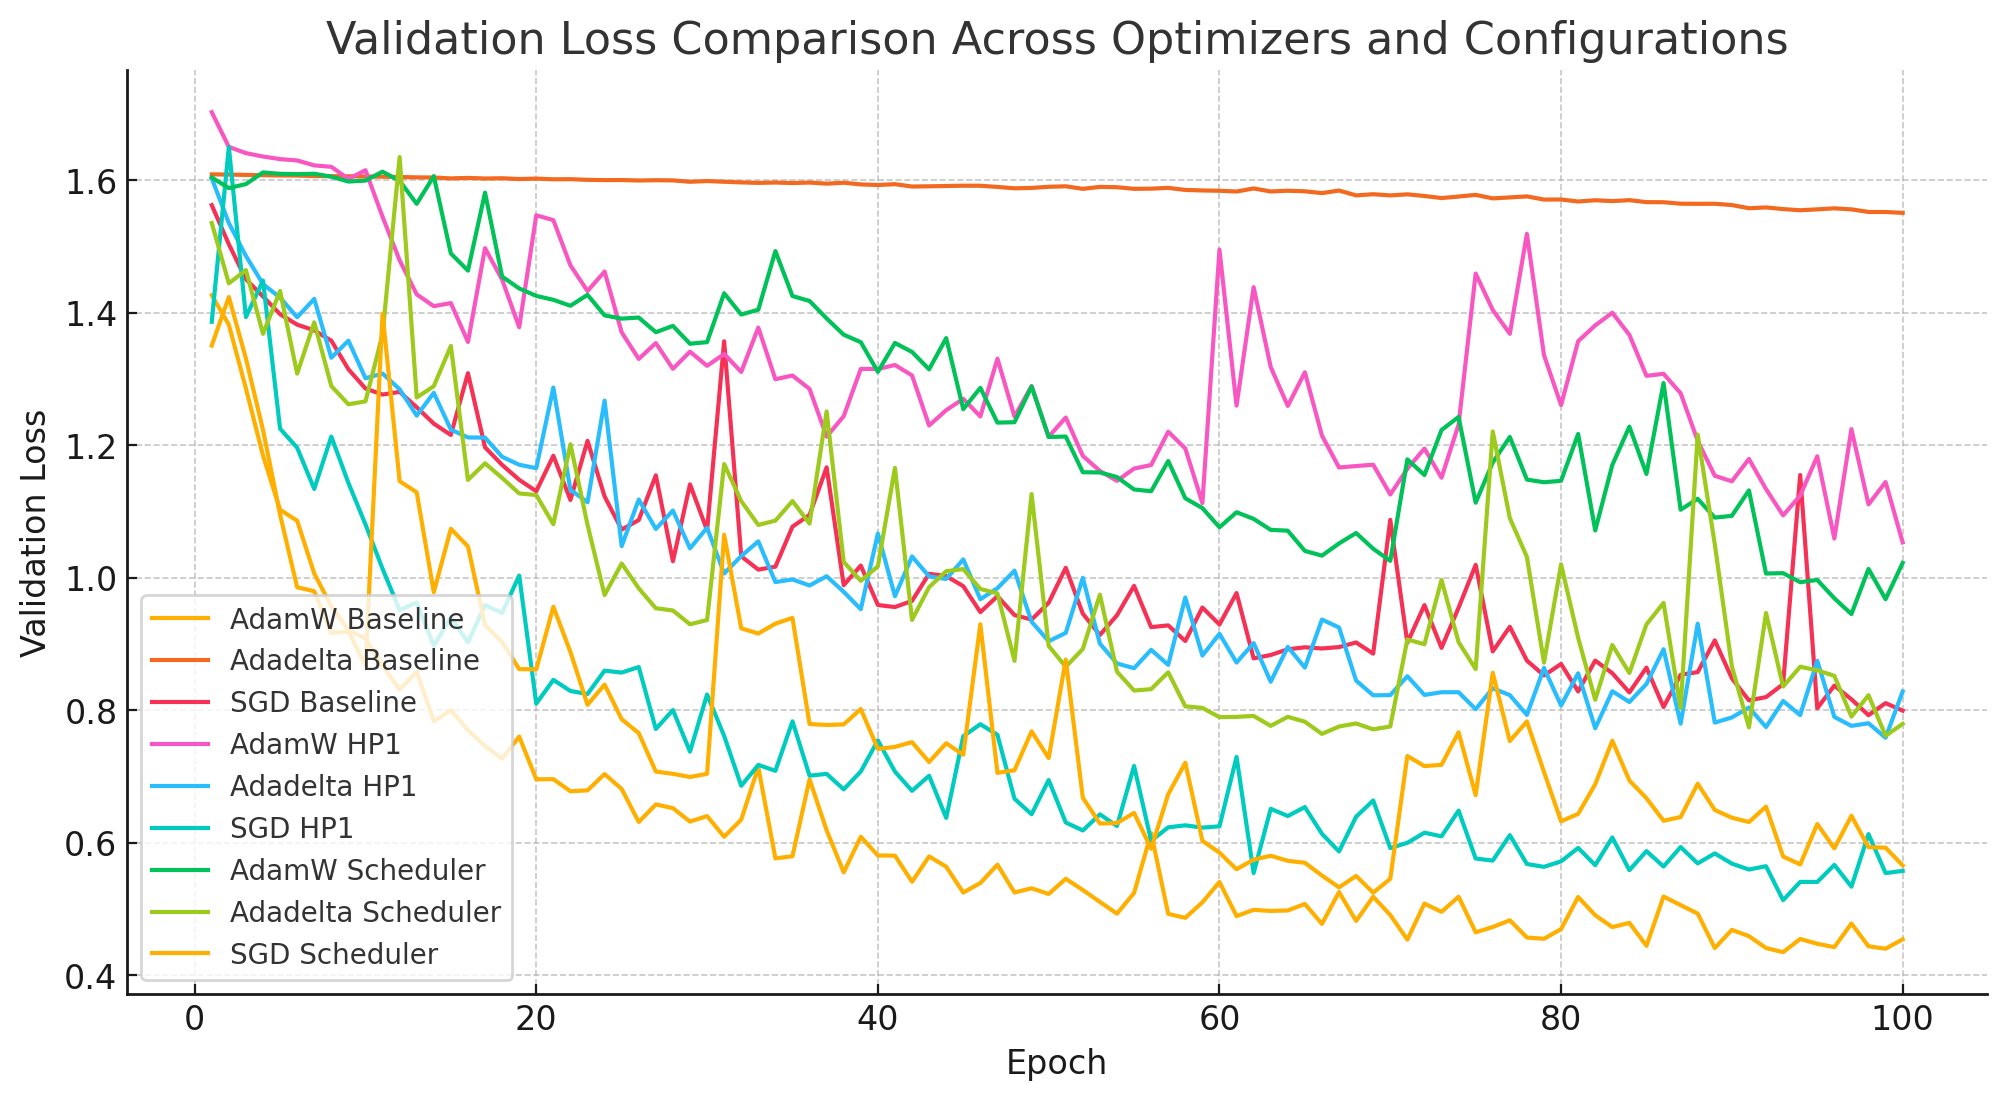 Validation Loss Comparison Across Optimizers and Configurations
Validation Loss
1.6
1.4
1.2
1.0
0.8
0.6
0.4
AdamW Baseline
Adadelta Baseline
SGD Baseline
AdamW HP1
Adadelta HP1
SGD HP1
AdamW Scheduler
Adadelta Scheduler
SGD Scheduler
0 20 40 60 80 100
Epoch